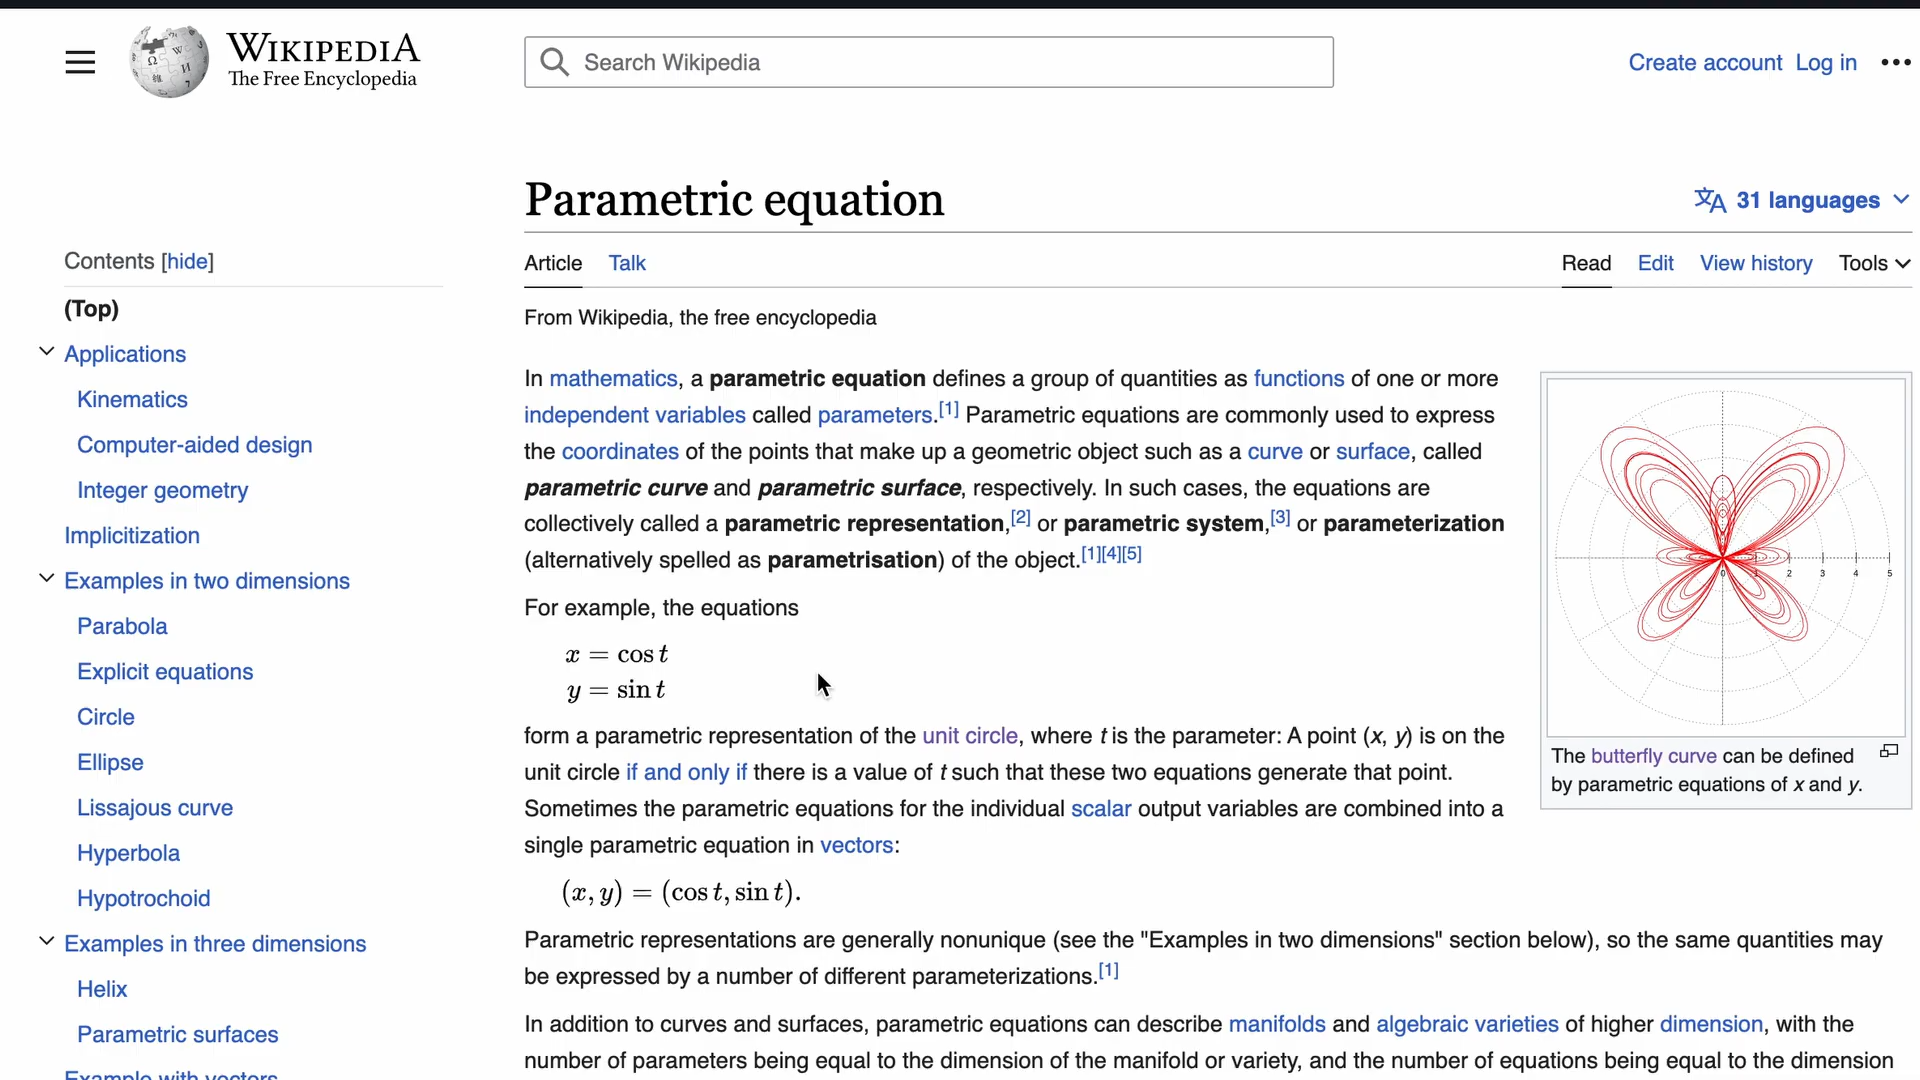 WIKIPEDIA
The Free Encyclopedia
Search Wikipedia
Create account Log in
Parametric equation
31 languages
Contents [hide]
(Top)
Applications
Kinematics
Computer-aided design
Integer geometry
Implicitization
Examples in two dimensions
Parabola
Explicit equations
Circle
Ellipse
Lissajous curve
Hyperbola
Hypotrochoid
Examples in three dimensions
Helix
Parametric surfaces
Example with vectors
Article Talk
Read Edit View history Tools
From Wikipedia, the free encyclopedia
In mathematics, a parametric equation defines a group of quantities as functions of one or more
independent variables called parameters.[1] Parametric equations are commonly used to express
the coordinates of the points that make up a geometric object such as a curve or surface, called
parametric curve and parametric surface, respectively. In such cases, the equations are
collectively called a parametric representation,[2] or parametric system,[3] or parameterization
(alternatively spelled as parametrisation) of the object.[1][4][5]
For example, the equations
x = cos t
y = sin t
form a parametric representation of the unit circle, where t is the parameter: A point (x, y) is on the
unit circle if and only if there is a value of t such that these two equations generate that point.
Sometimes the parametric equations for the individual scalar output variables are combined into a
single parametric equation in vectors:
(x, y) = (cos t, sin t).
Parametric representations are generally nonunique (see the "Examples in two dimensions" section below), so the same quantities may
be expressed by a number of different parameterizations.[1]
In addition to curves and surfaces, parametric equations can describe manifolds and algebraic varieties of higher dimension, with the
number of parameters being equal to the dimension of the manifold or variety, and the number of equations being equal to the dimension
0 1 2 3 4 5
The butterfly curve can be defined
by parametric equations of x and y.